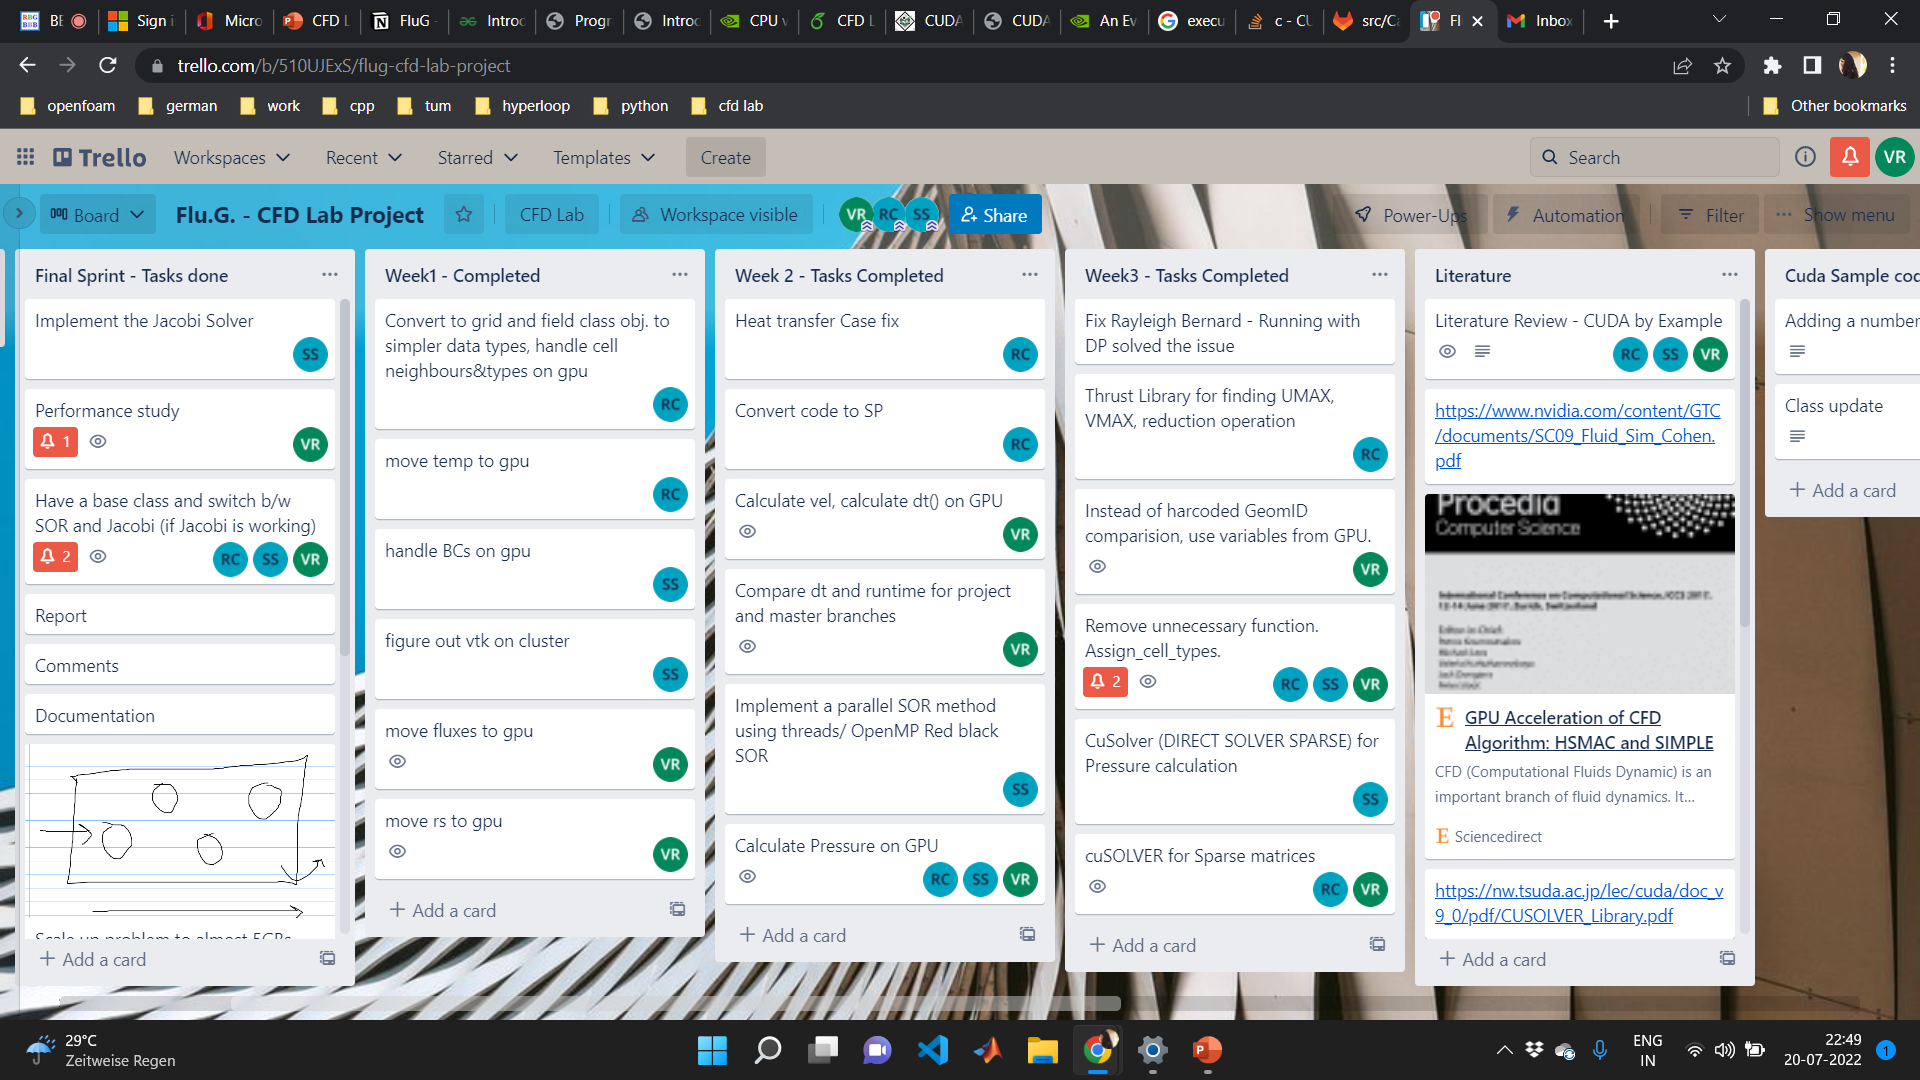 Sign i
Micro
CFD L
FluG -
Introd
Progr
Introd
CPU v
CFD L
CUDA
CUDA
An Ev
execu
c - CU
src/Ca
Fl
Inbox
trello.com/b/510UJExS/flug-cfd-lab-project
openfoam
german
work
cpp
tum
hyperloop
python
cfd lab
Other bookmarks
Trello
Workspaces
Recent
Starred
Templates
Create
Search
VR
Board
Flu.G. - CFD Lab Project
CFD Lab
Workspace visible
VR
RC
SS
Share
Power-Ups
Automation
Filter
Show menu
Final Sprint - Tasks done
Implement the Jacobi Solver
SS
Performance study
1
VR
Have a base class and switch b/w
SOR and Jacobi (if Jacobi is working)
2
RC
SS
VR
Report
Comments
Documentation
Add a card
Week1 - Completed
Convert to grid and field class obj. to
simpler data types, handle cell
neighbours&types on gpu
RC
move temp to gpu
RC
handle BCs on gpu
SS
figure out vtk on cluster
SS
move fluxes to gpu
VR
move rs to gpu
VR
Add a card
Week 2 - Tasks Completed
Heat transfer Case fix
RC
Convert code to SP
RC
Calculate vel, calculate dt() on GPU
VR
Compare dt and runtime for project
and master branches
VR
Implement a parallel SOR method
using threads/ OpenMP Red black
SOR
SS
Calculate Pressure on GPU
RC
SS
VR
Add a card
Week3 - Tasks Completed
Fix Rayleigh Bernard - Running with
DP solved the issue
Thrust Library for finding UMAX,
VMAX, reduction operation
RC
Instead of harcoded GeomID
comparision, use variables from GPU.
VR
Remove unnecessary function.
Assign_cell_types.
2
RC
SS
VR
CuSolver (DIRECT SOLVER SPARSE) for
Pressure calculation
SS
cuSOLVER for Sparse matrices
RC
VR
Add a card
Literature
Literature Review - CUDA by Example
RC
SS
VR
https://www.nvidia.com/content/GTC
/documents/SC09_Fluid_Sim_Cohen.
pdf
Procedia
Computer Science
GPU Acceleration of CFD
Algorithm: HSMAC and SIMPLE
CFD (Computational Fluids Dynamic) is an
important branch of fluid dynamics. It...
Sciencedirect
https://nw.tsuda.ac.jp/lec/cuda/doc_v
9_0/pdf/CUSOLVER_Library.pdf
Add a card
Cuda Sample coc
Adding a number
Class update
Add a card
29°C
Zeitweise Regen
ENG
IN
22:49
20-07-2022
1